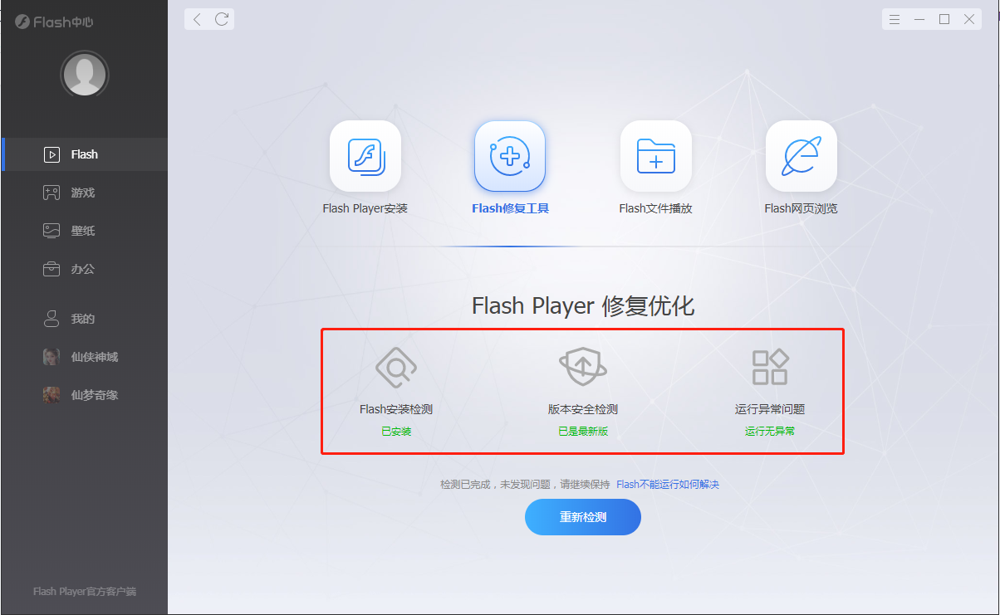 Flash中心
Flash
游戏
壁纸
办公
我的
仙侠神域
仙梦奇缘
Flash Player官方客户端
Flash Player安装
Flash修复工具
Flash文件播放
Flash网页浏览
Flash Player 修复优化
Flash安装检测
版本安全检测
运行异常问题
已安装
已是最新版
运行无异常
检测已完成，未发现问题，请继续保持 Flash不能运行如何解决
重新检测